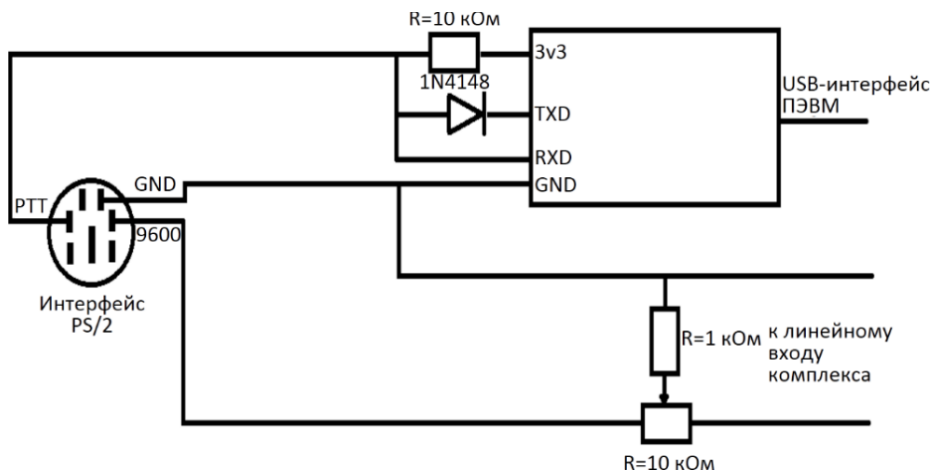 R=10 кОм
3v3
1N4148
TXD
RXD
GND
USB-интерфейс
ПЭВМ
GND
PTT
9600
Интерфейс
PS/2
R=1 кОм
к линейному
входу
комплекса
R=10 кОм